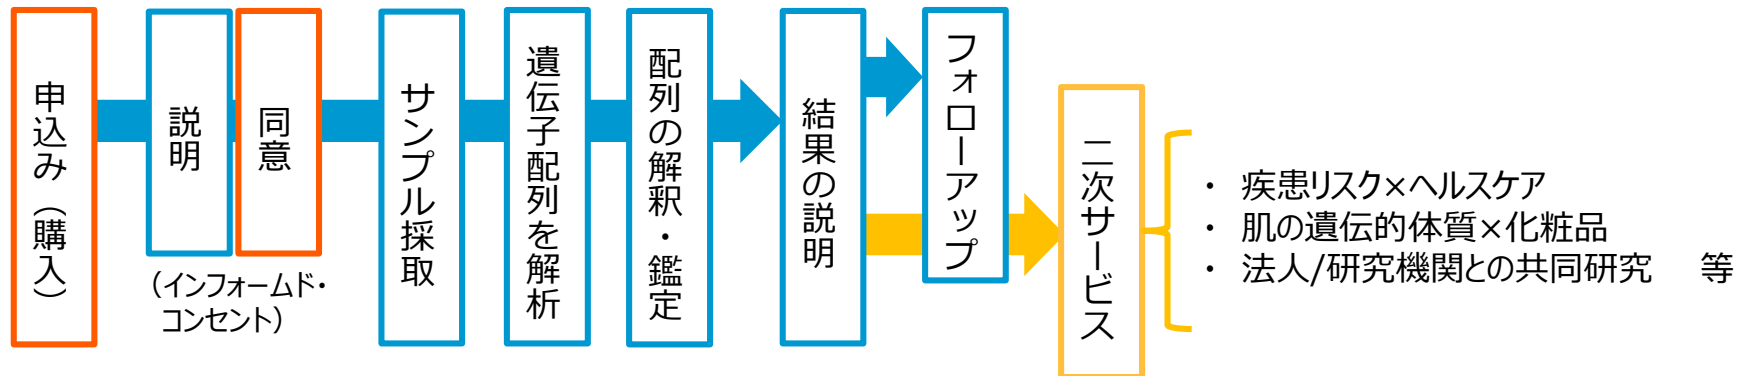 申込み（購入）
説明
同意
（インフォームド・
コンセント）
サンプル採取
遺伝子配列を解析
配列の解釈・鑑定
結果の説明
フォローアップ
二次サービス
・ 疾患リスク×ヘルスケア
・ 肌の遺伝的体質×化粧品
・ 法人/研究機関との共同研究　等